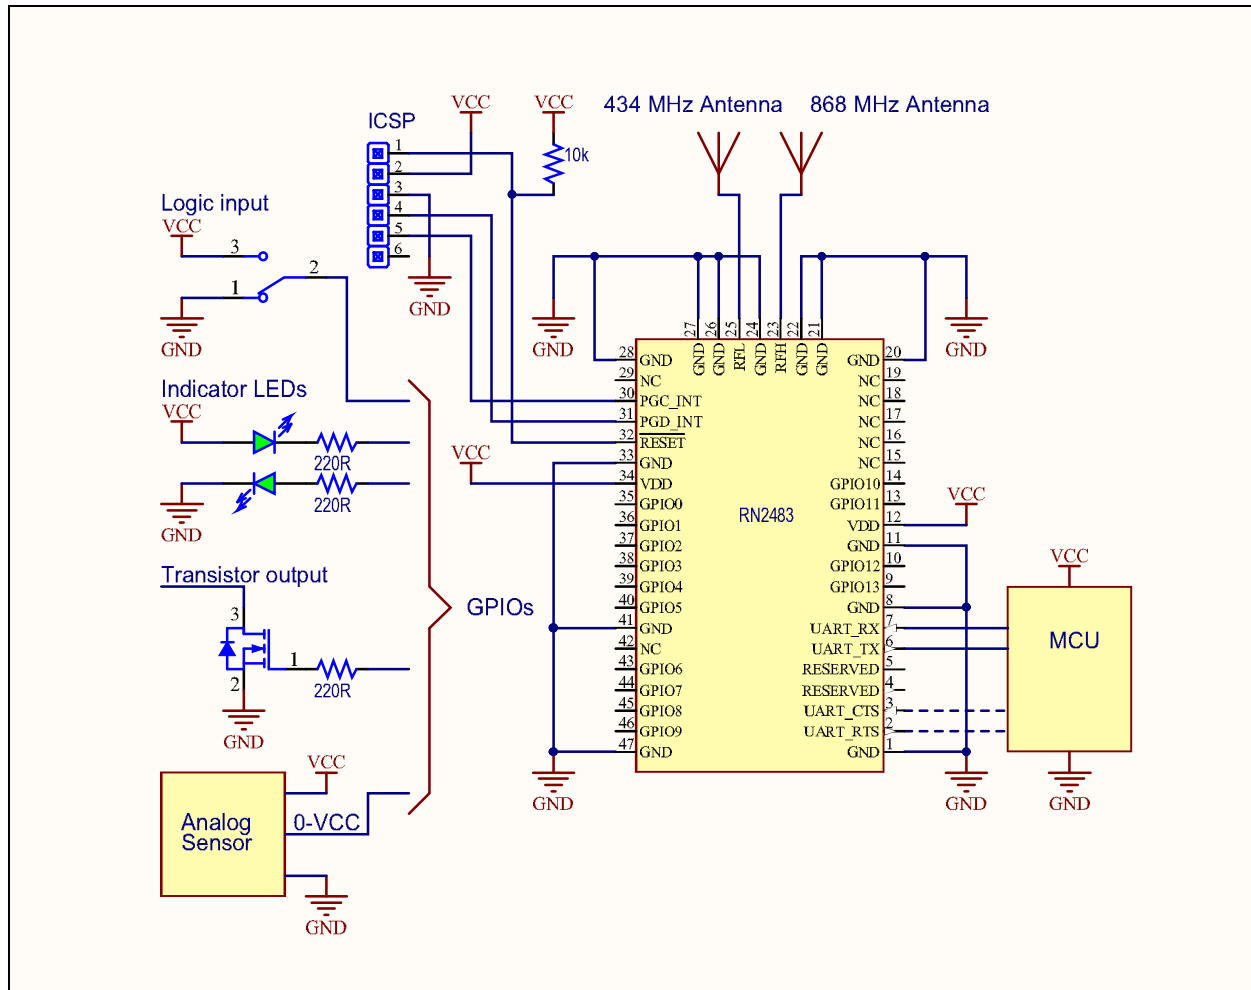 434 MHz Antenna
868 MHz Antenna
VCC
VCC
ICSP
10k
1
2
3
4
5
6
GND
Logic input
VCC
3
2
1
GND
GND
GND
Indicator LEDs
VCC
220R
220R
GND
Transistor output
3
1
2
220R
GND
VCC
Analog
Sensor
0-VCC
GND
GPIOs
VCC
27 GND
26 GND
25 RFL
24 GND
23 RFH
22 GND
21 GND
28 GND
29 NC
30 PGC_INT
31 PGD_INT
32 RESET
33 GND
34 VDD
35 GPIO0
36 GPIO1
37 GPIO2
38 GPIO3
39 GPIO4
40 GPIO5
41 GND
42 NC
43 GPIO6
44 GPIO7
45 GPIO8
46 GPIO9
47 GND
RN2483
GND 20
NC 19
NC 18
NC 17
NC 16
NC 15
GPIO10 14
GPIO11 13
VDD 12
GND 11
GPIO12 10
GPIO13 9
GND 8
UART_RX 7
UART_TX 6
RESERVED 5
RESERVED 4
UART_CTS 3
UART_RTS 2
GND 1
GND
VCC
GND
VCC
MCU
GND